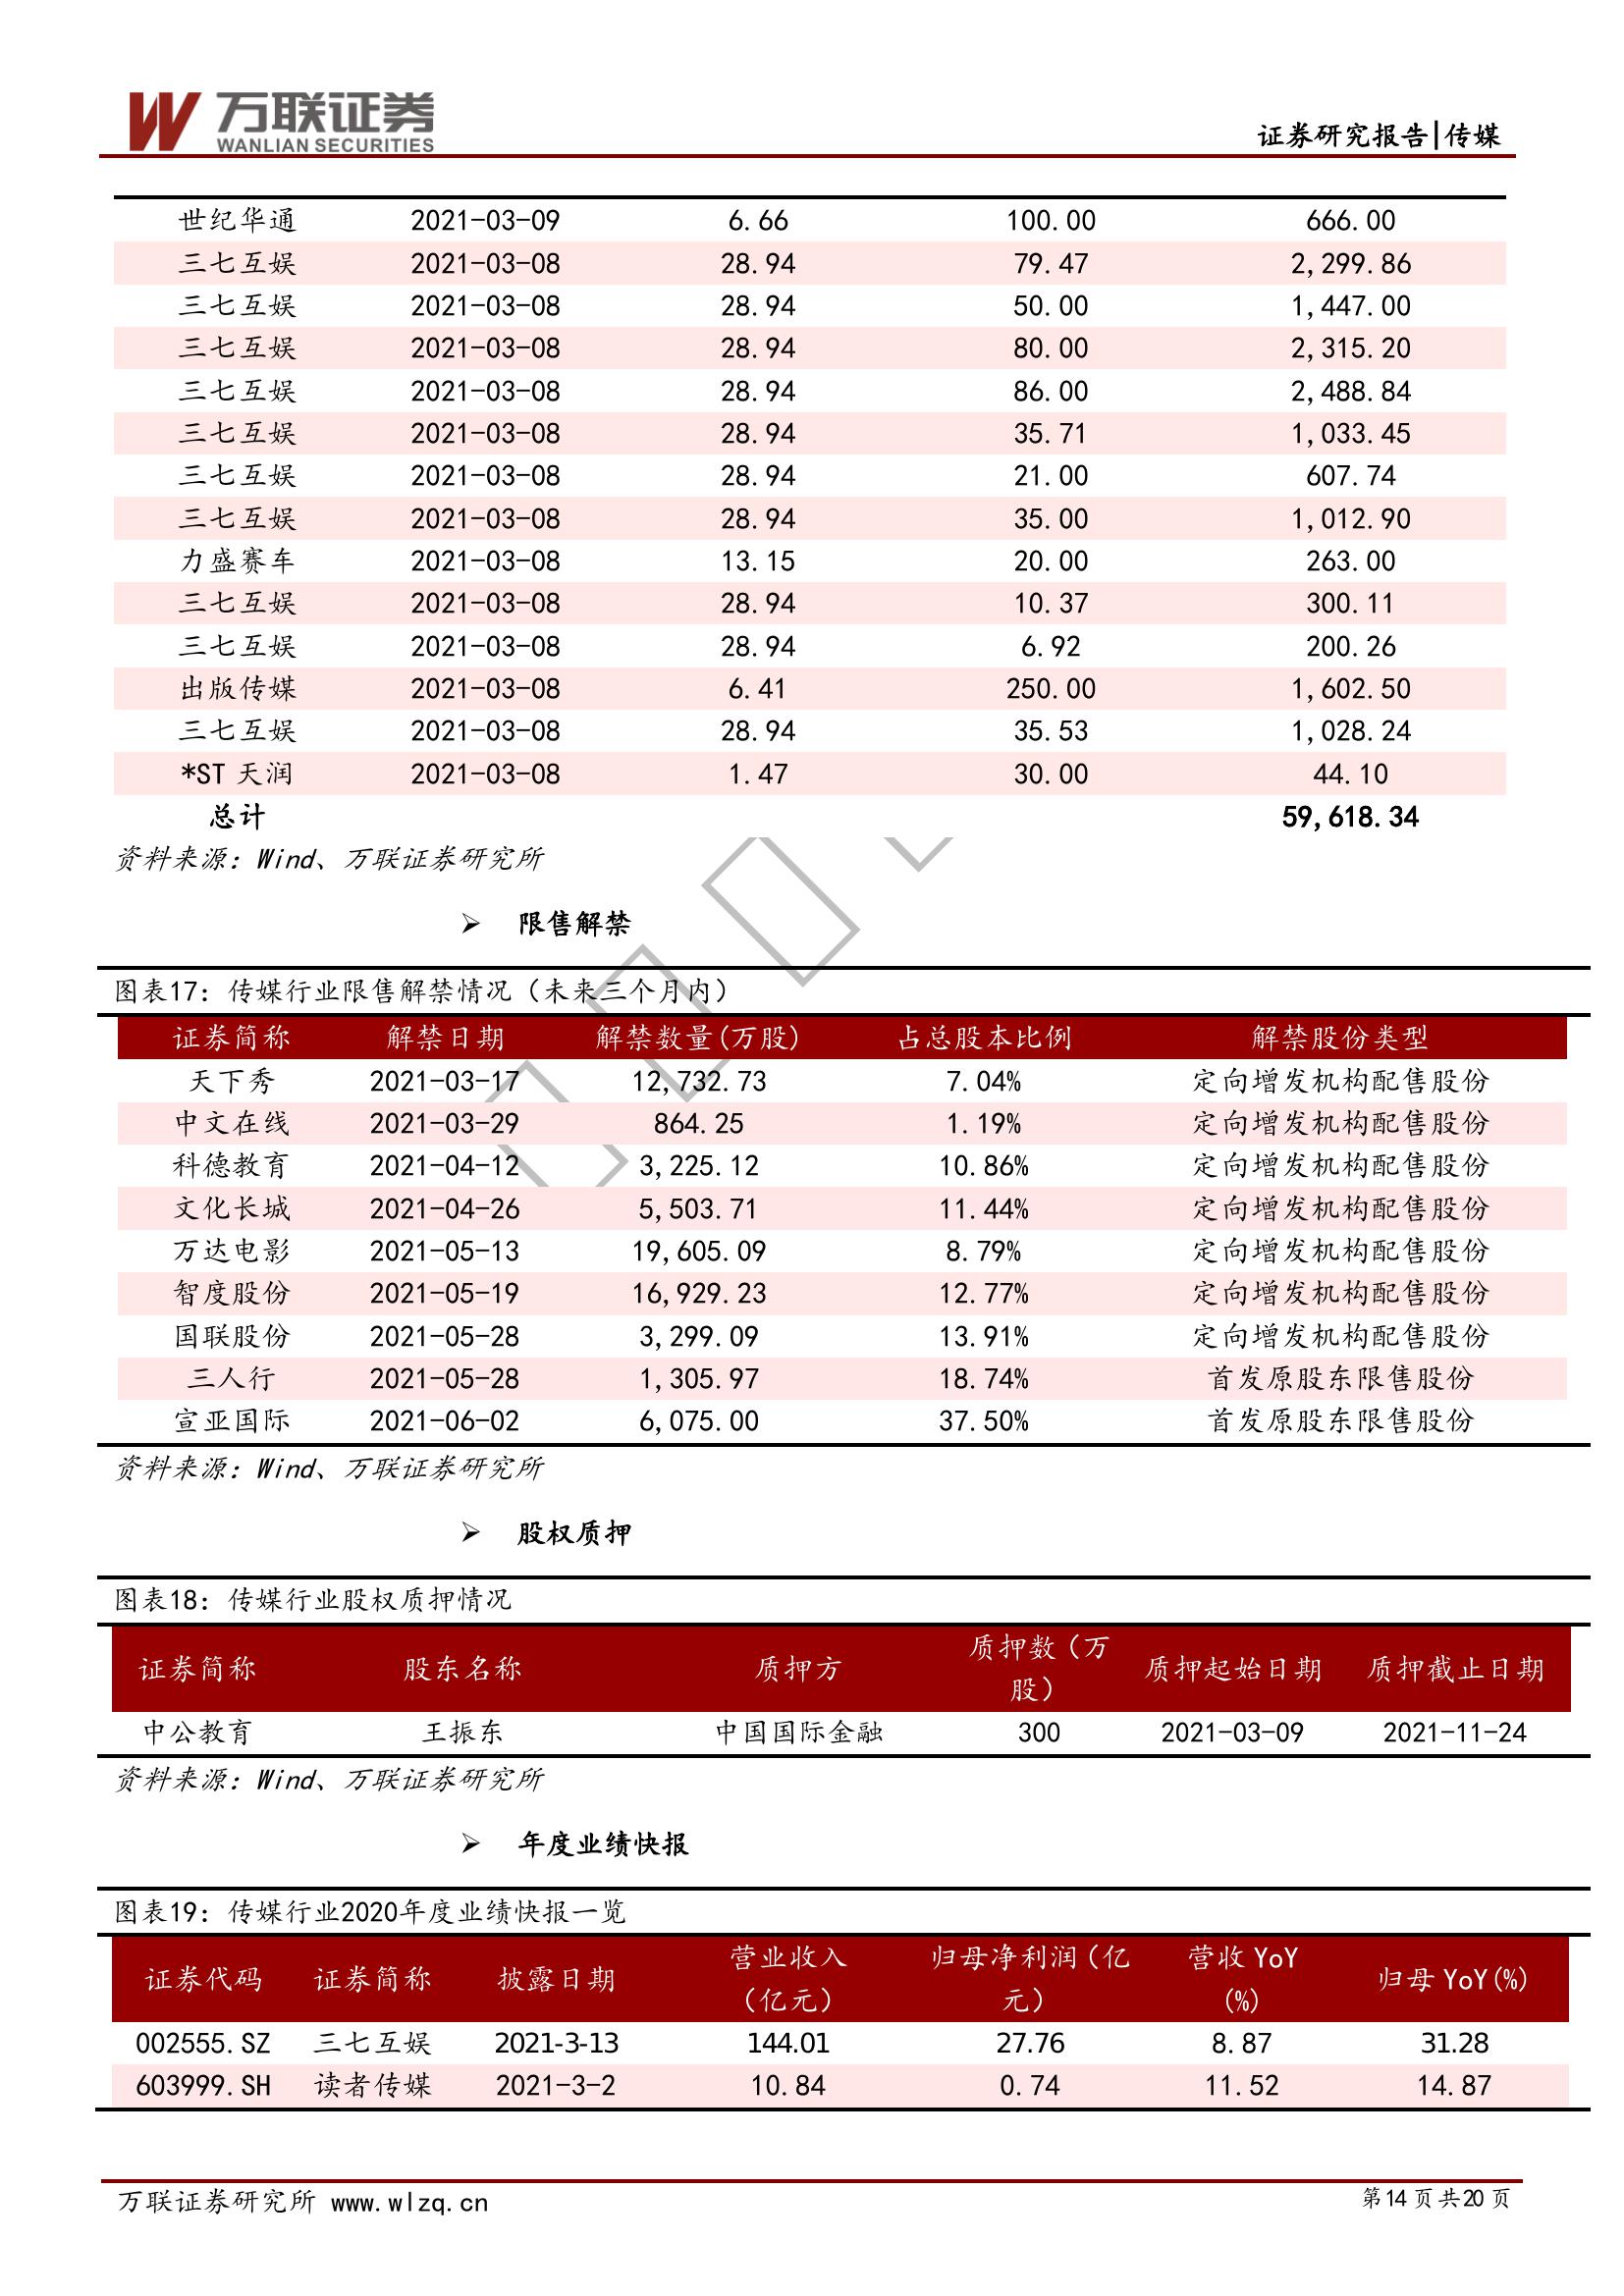 万联证券
WANLIAN SECURITIES
证券研究报告|传媒
世纪华通 2021-03-09 6.66 100.00 666.00
三七互娱 2021-03-08 28.94 79.47 2,299.86
三七互娱 2021-03-08 28.94 50.00 1,447.00
三七互娱 2021-03-08 28.94 80.00 2,315.20
三七互娱 2021-03-08 28.94 86.00 2,488.84
三七互娱 2021-03-08 28.94 35.71 1,033.45
三七互娱 2021-03-08 28.94 21.00 607.74
三七互娱 2021-03-08 28.94 35.00 1,012.90
力盛赛车 2021-03-08 13.15 20.00 263.00
三七互娱 2021-03-08 28.94 10.37 300.11
三七互娱 2021-03-08 28.94 6.92 200.26
出版传媒 2021-03-08 6.41 250.00 1,602.50
三七互娱 2021-03-08 28.94 35.53 1,028.24
*ST 天润 2021-03-08 1.47 30.00 44.10
总计 59,618.34
资料来源：Wind、万联证券研究所
➢ 限售解禁
图表17：传媒行业限售解禁情况（未来三个月内）
证券简称 解禁日期 解禁数量(万股) 占总股本比例 解禁股份类型
天下秀 2021-03-17 12,732.73 7.04% 定向增发机构配售股份
中文在线 2021-03-29 864.25 1.19% 定向增发机构配售股份
科德教育 2021-04-12 3,225.12 10.86% 定向增发机构配售股份
文化长城 2021-04-26 5,503.71 11.44% 定向增发机构配售股份
万达电影 2021-05-13 19,605.09 8.79% 定向增发机构配售股份
智度股份 2021-05-19 16,929.23 12.77% 定向增发机构配售股份
国联股份 2021-05-28 3,299.09 13.91% 定向增发机构配售股份
三人行 2021-05-28 1,305.97 18.74% 首发原股东限售股份
宣亚国际 2021-06-02 6,075.00 37.50% 首发原股东限售股份
资料来源：Wind、万联证券研究所
➢ 股权质押
图表18：传媒行业股权质押情况
证券简称 股东名称 质押方 质押数（万股） 质押起始日期 质押截止日期
中公教育 王振东 中国国际金融 300 2021-03-09 2021-11-24
资料来源：Wind、万联证券研究所
➢ 年度业绩快报
图表19：传媒行业2020年度业绩快报一览
证券代码 证券简称 披露日期 营业收入（亿元） 归母净利润(亿元） 营收 YoY (%) 归母 YoY(%)
002555.SZ 三七互娱 2021-3-13 144.01 27.76 8.87 31.28
603999.SH 读者传媒 2021-3-2 10.84 0.74 11.52 14.87
万联证券研究所 www.wlzq.cn
第14 页 共20 页